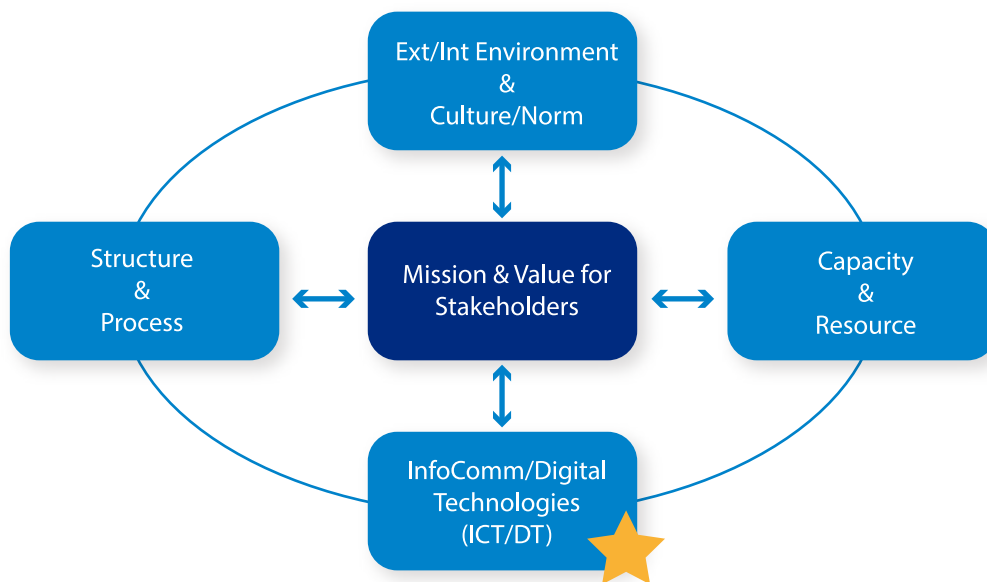 Ext/Int Environment
&
Culture/Norm
Structure
&
Process
Mission & Value for
Stakeholders
Capacity
&
Resource
InfoComm/Digital
Technologies
(ICT/DT)